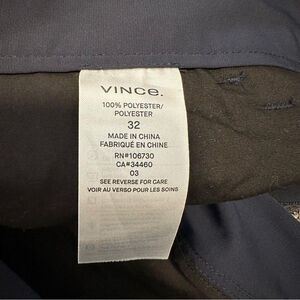 VINCE.
100% POLYESTER/
POLYESTER
32
MADE IN CHINA
FABRIQUÉ EN CHINE
RN#106730
CA#34460
03
SEE REVERSE FOR CARE
VOIR AU VERSO POUR LES SOINS